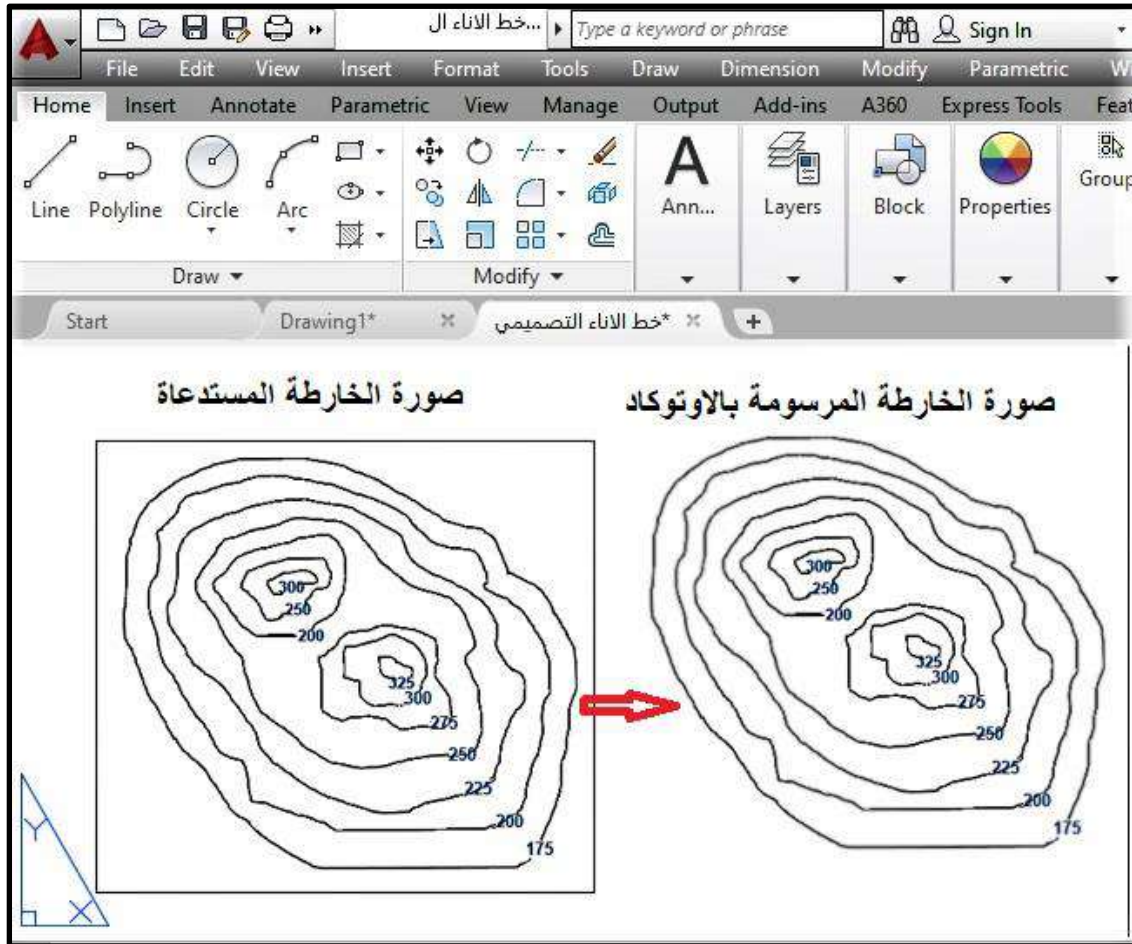 ...خط الاناء ال Type a keyword or phrase Sign In
File Edit View Insert Format Tools Draw Dimension Modify Parametric
Home Insert Annotate Parametric View Manage Output Add-ins A360 Express Tools Feat
Line Polyline Circle Arc Ann... Layers Block Properties Group
Draw Modify
Start Drawing1* خط الاناء التصميمي*
صورة الخارطة المستدعاة
صورة الخارطة المرسومة بالاوتوكاد
300
250
200
325
300
275
250
225
200
175
300
250
200
325
300
275
250
225
200
175
Y
X